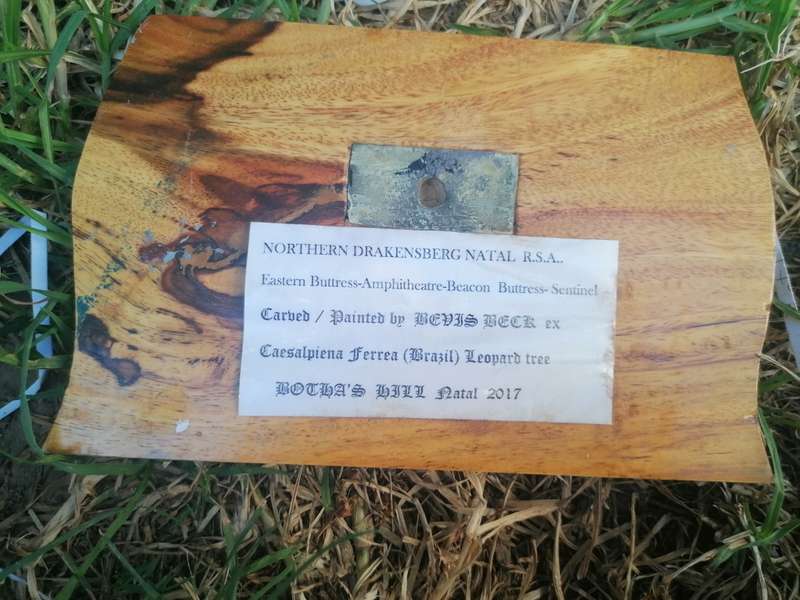 NORTHERN DRAKENSBERG NATAL R.S.A..
Eastern Buttress-Amphitheatre-Beacon Buttress- Sentinel
Carved / Painted by BEVIS BECK ex
Caesalpiena Ferrea (Brazil) Leopard tree
BOTHA'S HILL Natal 2017